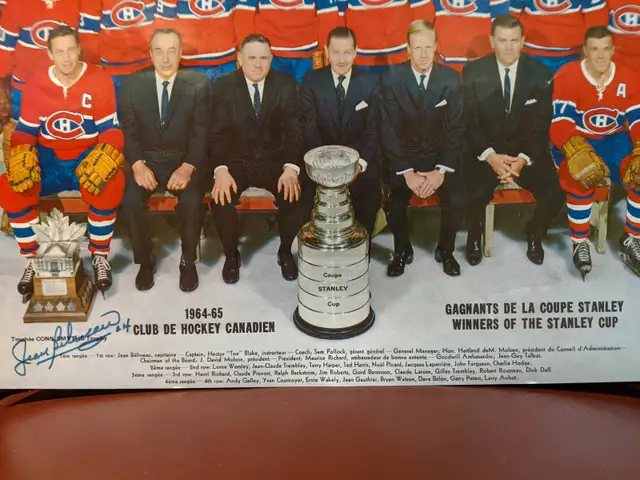 C
A
Coupe
STANLEY
Cup
1964-65
CLUB DE HOCKEY CANADIEN
GAGNANTS DE LA COUPE STANLEY
WINNERS OF THE STANLEY CUP
Trophée CONN SMYTHE Trophy
1ère rangée — 1st row: Jean Béliveau, capitaine — Captain; Hector "Toe" Blake, instructeur — Coach; Sam Pollock, gérant général — General Manager; Hon. Hartland deM. Molson, président du Conseil d'Administration —
Chairman of the Board; J. David Molson, président, President; Maurice Richard, ambassadeur de bonne entente — Goodwill Ambassador; Jean-Guy Talbot.
2ème rangée — 2nd row: Lorne Worsley, Jean-Claude Tremblay, Terry Harper, Ted Harris, Noël Picard, Jacques Laperrière, John Ferguson, Charlie Hodge.
3ème rangée — 3rd row: Henri Richard, Claude Provost, Ralph Backstrom, Jim Roberts, Gord Berenson, Claude Larose, Gilles Tremblay, Robert Rousseau, Dick Duff.
4ème rangée — 4th row: Andy Galley, Yvan Cournoyer, Ernie Wakely, Jean Gauthier, Bryan Watson, Dave Balon, Garry Peters, Larry Aubut.
Jean Béliveau